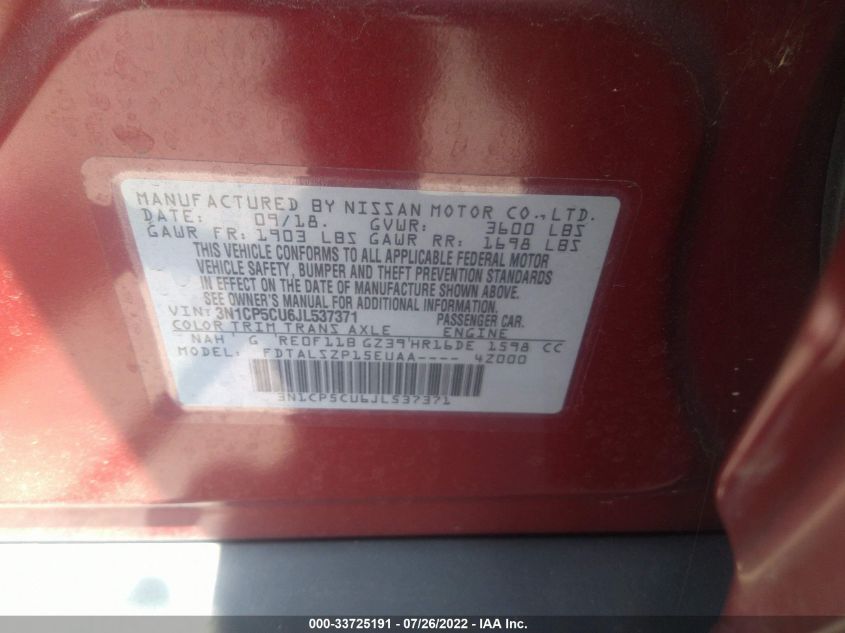 MANUFACTURED BY NISSAN MOTOR CO.,LTD.
DATE: 09/18. GVWR: 3600 LBS
GAWR FR: 1903 LBS GAWR RR: 1698 LBS
THIS VEHICLE CONFORMS TO ALL APPLICABLE FEDERAL MOTOR
VEHICLE SAFETY, BUMPER AND THEFT PREVENTION STANDARDS
IN EFFECT ON THE DATE OF MANUFACTURE SHOWN ABOVE.
SEE OWNER'S MANUAL FOR ADDITIONAL INFORMATION
VIN: 3N1CP5CU6JL537371 PASSENGER CAR.
COLOR TRIM TRANS AXLE ENGINE
NAH G RE0F11B GZ39 HR16DE 1598 CC
MODEL: FDTALSZP15EUAA---- 4Z000
3N1CP5CU6JL537371
000-33725191 - 07/26/2022 - IAA Inc.